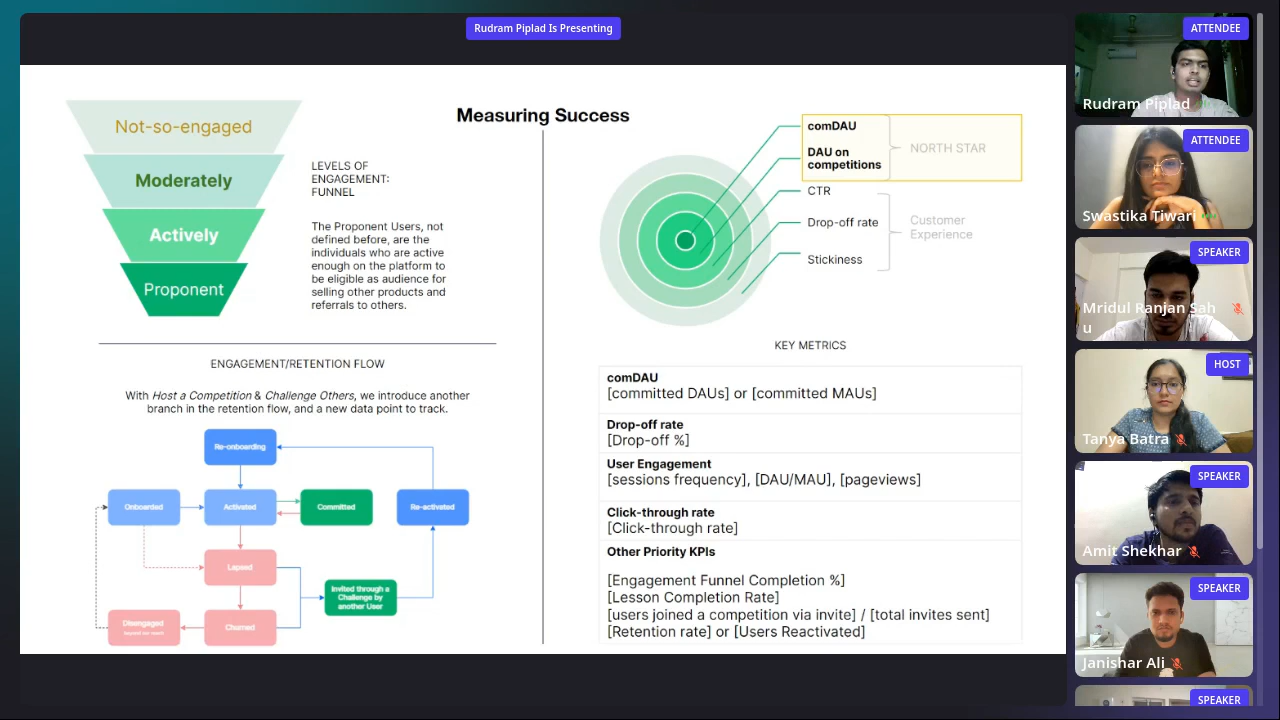 Rudram Piplad Is Presenting
Measuring Success
Not-so-engaged
Moderately
Actively
Proponent
LEVELS OF
ENGAGEMENT:
FUNNEL
The Proponent Users, not
defined before, are the
individuals who are active
enough on the platform to
be eligible as audience for
selling other products and
referrals to others.
ENGAGEMENT/RETENTION FLOW
With Host a Competition & Challenge Others, we introduce another
branch in the retention flow, and a new data point to track.
Re-onboarding
Onboarded
Activated
Committed
Re-activated
Lapsed
Invited through a
Challenge by
another User
Disengaged
Churned
comDAU
DAU on
competitions
NORTH STAR
CTR
Drop-off rate
Stickiness
Customer
Experience
KEY METRICS
comDAU
[committed DAUs] or [committed MAUs]
Drop-off rate
[Drop-off %]
User Engagement
[sessions frequency], [DAU/MAU], [pageviews]
Click-through rate
[Click-through rate]
Other Priority KPIs
[Engagement Funnel Completion %]
[Lesson Completion Rate]
[users joined a competition via invite] / [total invites sent]
[Retention rate] or [Users Reactivated]
ATTENDEE
Rudram Piplad
ATTENDEE
Swastika Tiwari
SPEAKER
Mridul Ranjan Sah
u
HOST
Tanya Batra
SPEAKER
Amit Shekhar
SPEAKER
Janishar Ali
SPEAKER